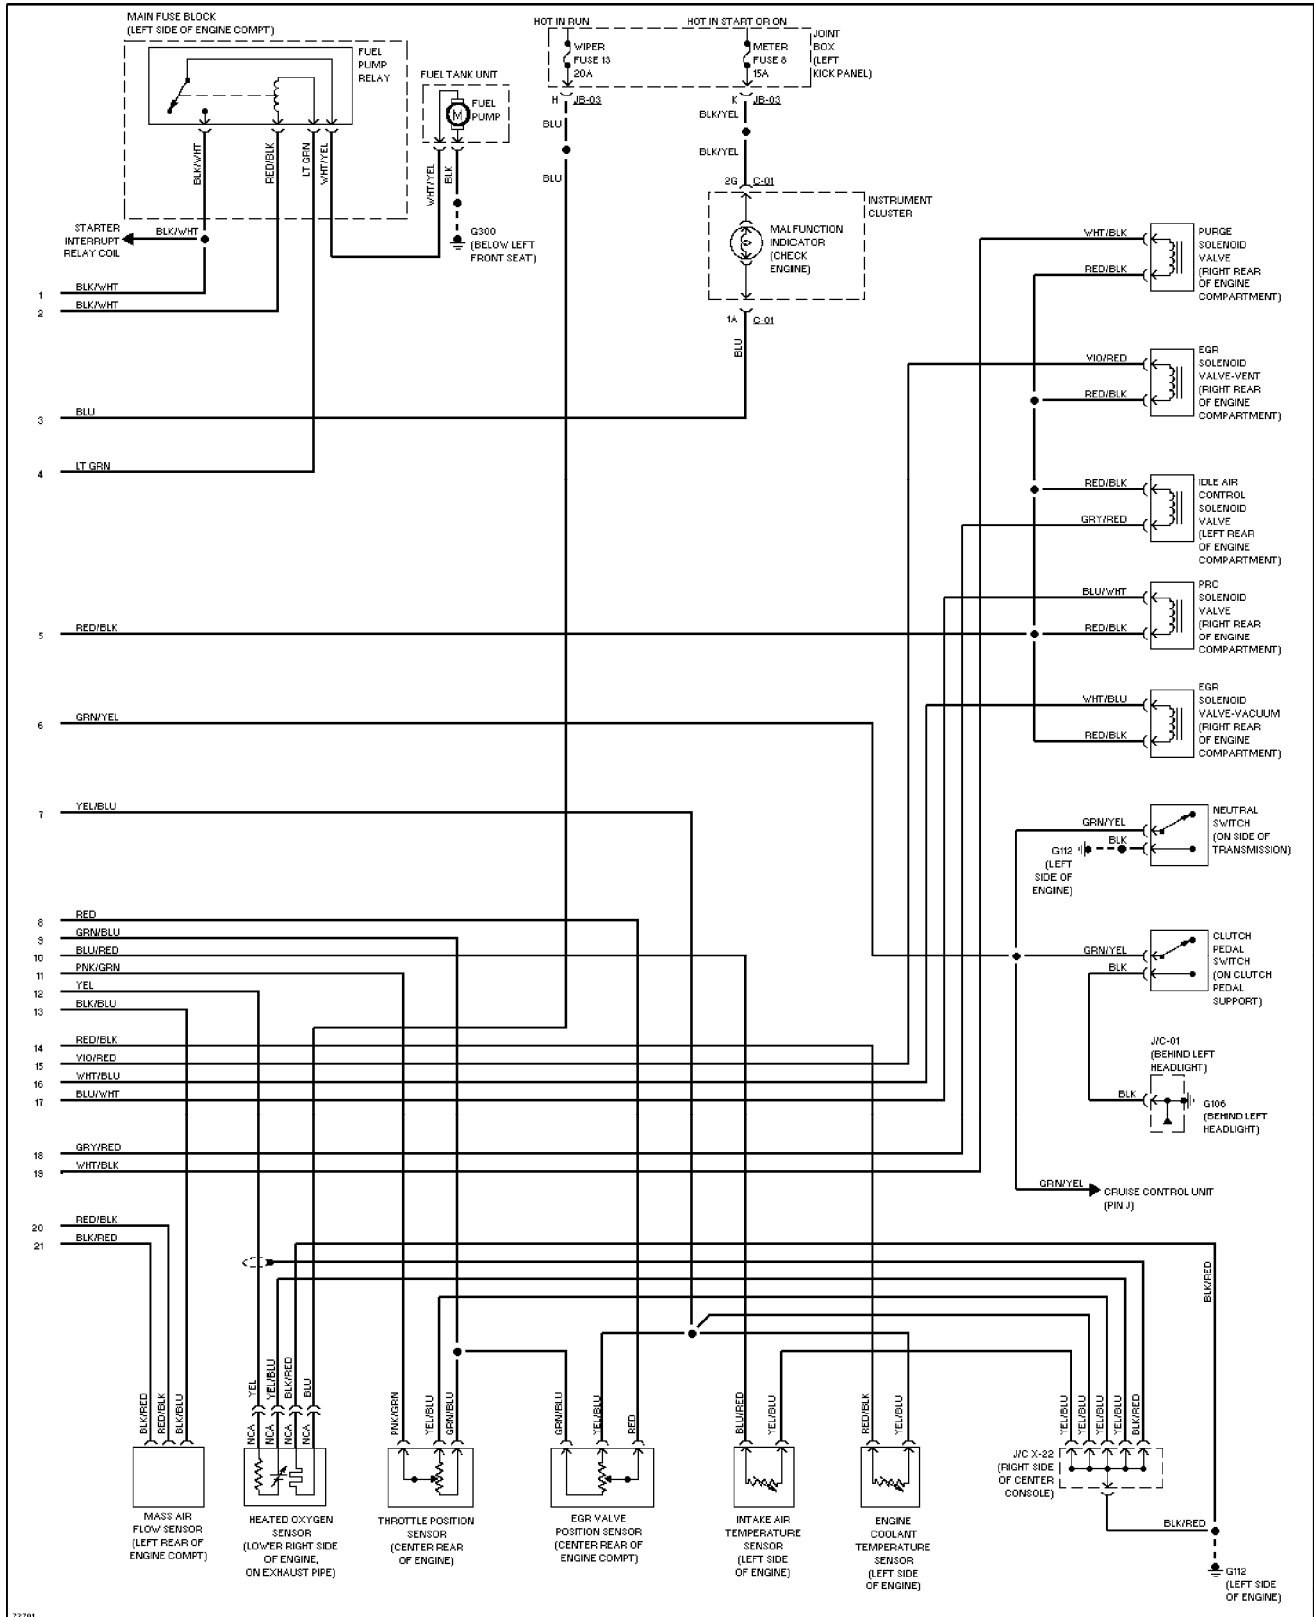 MAIN FUSE BLOCK
(LEFT SIDE OF ENGINE COMPT)
FUEL
PUMP
RELAY
BLK/WHT
RED/BLK
LT GRN
WHT/YEL
STARTER
INTERRUPT
RELAY COIL
BLK/WHT
FUEL TANK UNIT
FUEL
PUMP
M
WHT/YEL
BLK
G300
(BELOW LEFT
FRONT SEAT)
HOT IN RUN
HOT IN START OR ON
WIPER
FUSE 13
20A
METER
FUSE 8
15A
JOINT
BOX
(LEFT
KICK PANEL)
H JB-03
K JB-03
BLU
BLU
BLK/YEL
BLK/YEL
2G C-01
INSTRUMENT
CLUSTER
MALFUNCTION
INDICATOR
(CHECK
ENGINE)
1A C-01
BLU
WHT/BLK
RED/BLK
PURGE
SOLENOID
VALVE
(RIGHT REAR
OF ENGINE
COMPARTMENT)
VIO/RED
RED/BLK
EGR
SOLENOID
VALVE-VENT
(RIGHT REAR
OF ENGINE
COMPARTMENT)
RED/BLK
GRY/RED
IDLE AIR
CONTROL
SOLENOID
VALVE
(LEFT REAR
OF ENGINE
COMPARTMENT)
BLU/WHT
RED/BLK
PRC
SOLENOID
VALVE
(RIGHT REAR
OF ENGINE
COMPARTMENT)
WHT/BLU
RED/BLK
EGR
SOLENOID
VALVE-VACUUM
(RIGHT REAR
OF ENGINE
COMPARTMENT)
GRN/YEL
BLK
G112
(LEFT
SIDE OF
ENGINE)
NEUTRAL
SWITCH
(ON SIDE OF
TRANSMISSION)
GRN/YEL
BLK
CLUTCH
PEDAL
SWITCH
(ON CLUTCH
PEDAL
SUPPORT)
J/C-01
(BEHIND LEFT
HEADLIGHT)
BLK
G106
(BEHIND LEFT
HEADLIGHT)
GRN/YEL
CRUISE CONTROL UNIT
(PIN J)
1 BLK/WHT
2 BLK/WHT
3 BLU
4 LT GRN
5 RED/BLK
6 GRN/YEL
7 YEL/BLU
8 RED
9 GRN/BLU
10 BLU/RED
11 PNK/GRN
12 YEL
13 BLK/BLU
14 RED/BLK
15 VIO/RED
16 WHT/BLU
17 BLU/WHT
18 GRY/RED
19 WHT/BLK
20 RED/BLK
21 BLK/RED
BLK/RED
RED/BLK
BLK/BLU
MASS AIR
FLOW SENSOR
(LEFT REAR OF
ENGINE COMPT)
YEL
YEL/BLU
BLK/RED
BLU
NCA
NCA
NCA
NCA
HEATED OXYGEN
SENSOR
(LOWER RIGHT SIDE
OF ENGINE,
ON EXHAUST PIPE)
PNK/GRN
YEL/BLU
GRN/BLU
THROTTLE POSITION
SENSOR
(CENTER REAR
OF ENGINE)
GRN/BLU
YEL/BLU
RED
EGR VALVE
POSITION SENSOR
(CENTER REAR OF
ENGINE COMPT)
BLU/RED
YEL/BLU
INTAKE AIR
TEMPERATURE
SENSOR
(LEFT SIDE
OF ENGINE)
RED/BLK
YEL/BLU
ENGINE
COOLANT
TEMPERATURE
SENSOR
(LEFT SIDE
OF ENGINE)
YEL/BLU
YEL/BLU
YEL/BLU
YEL/BLU
BLK/RED
J/C X-22
(RIGHT SIDE
OF CENTER
CONSOLE)
BLK/RED
BLK/RED
G112
(LEFT SIDE
OF ENGINE)